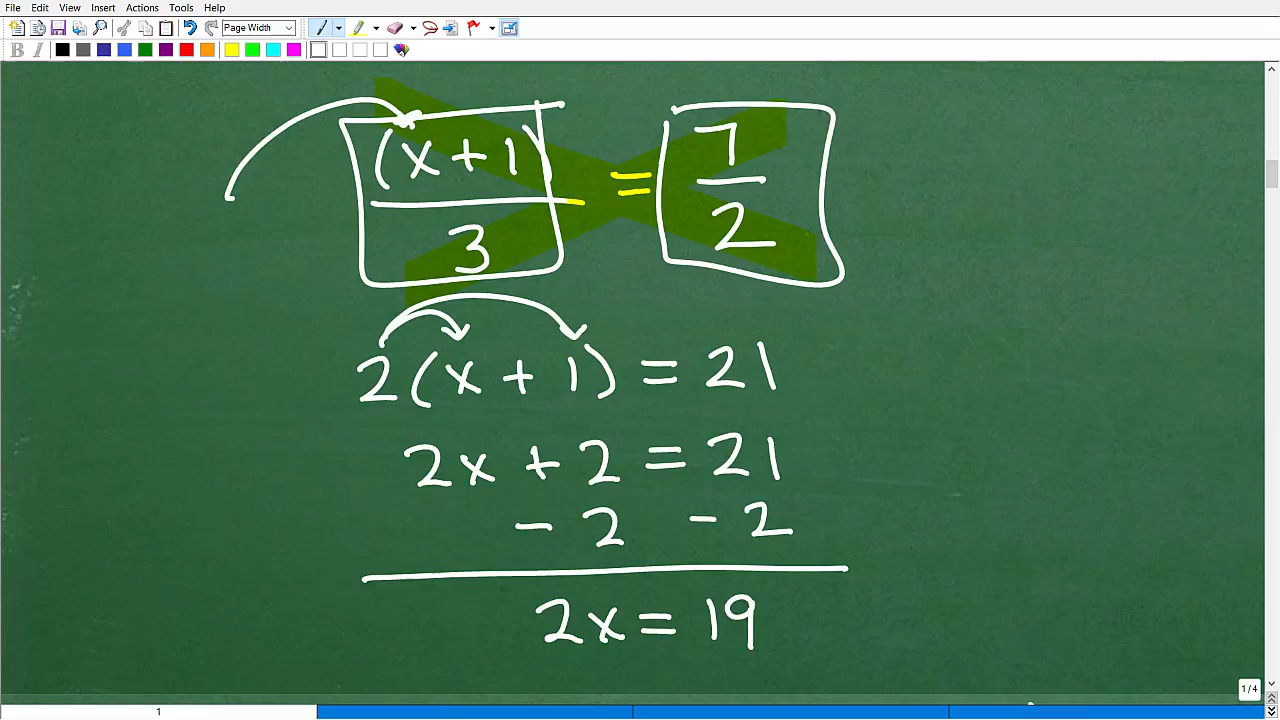 File Edit View Insert Actions Tools Help
Page Width
B I
(x + 1) / 3 = 7 / 2
2(x + 1) = 21
2x + 2 = 21
- 2 - 2
2x = 19
1 / 4
1